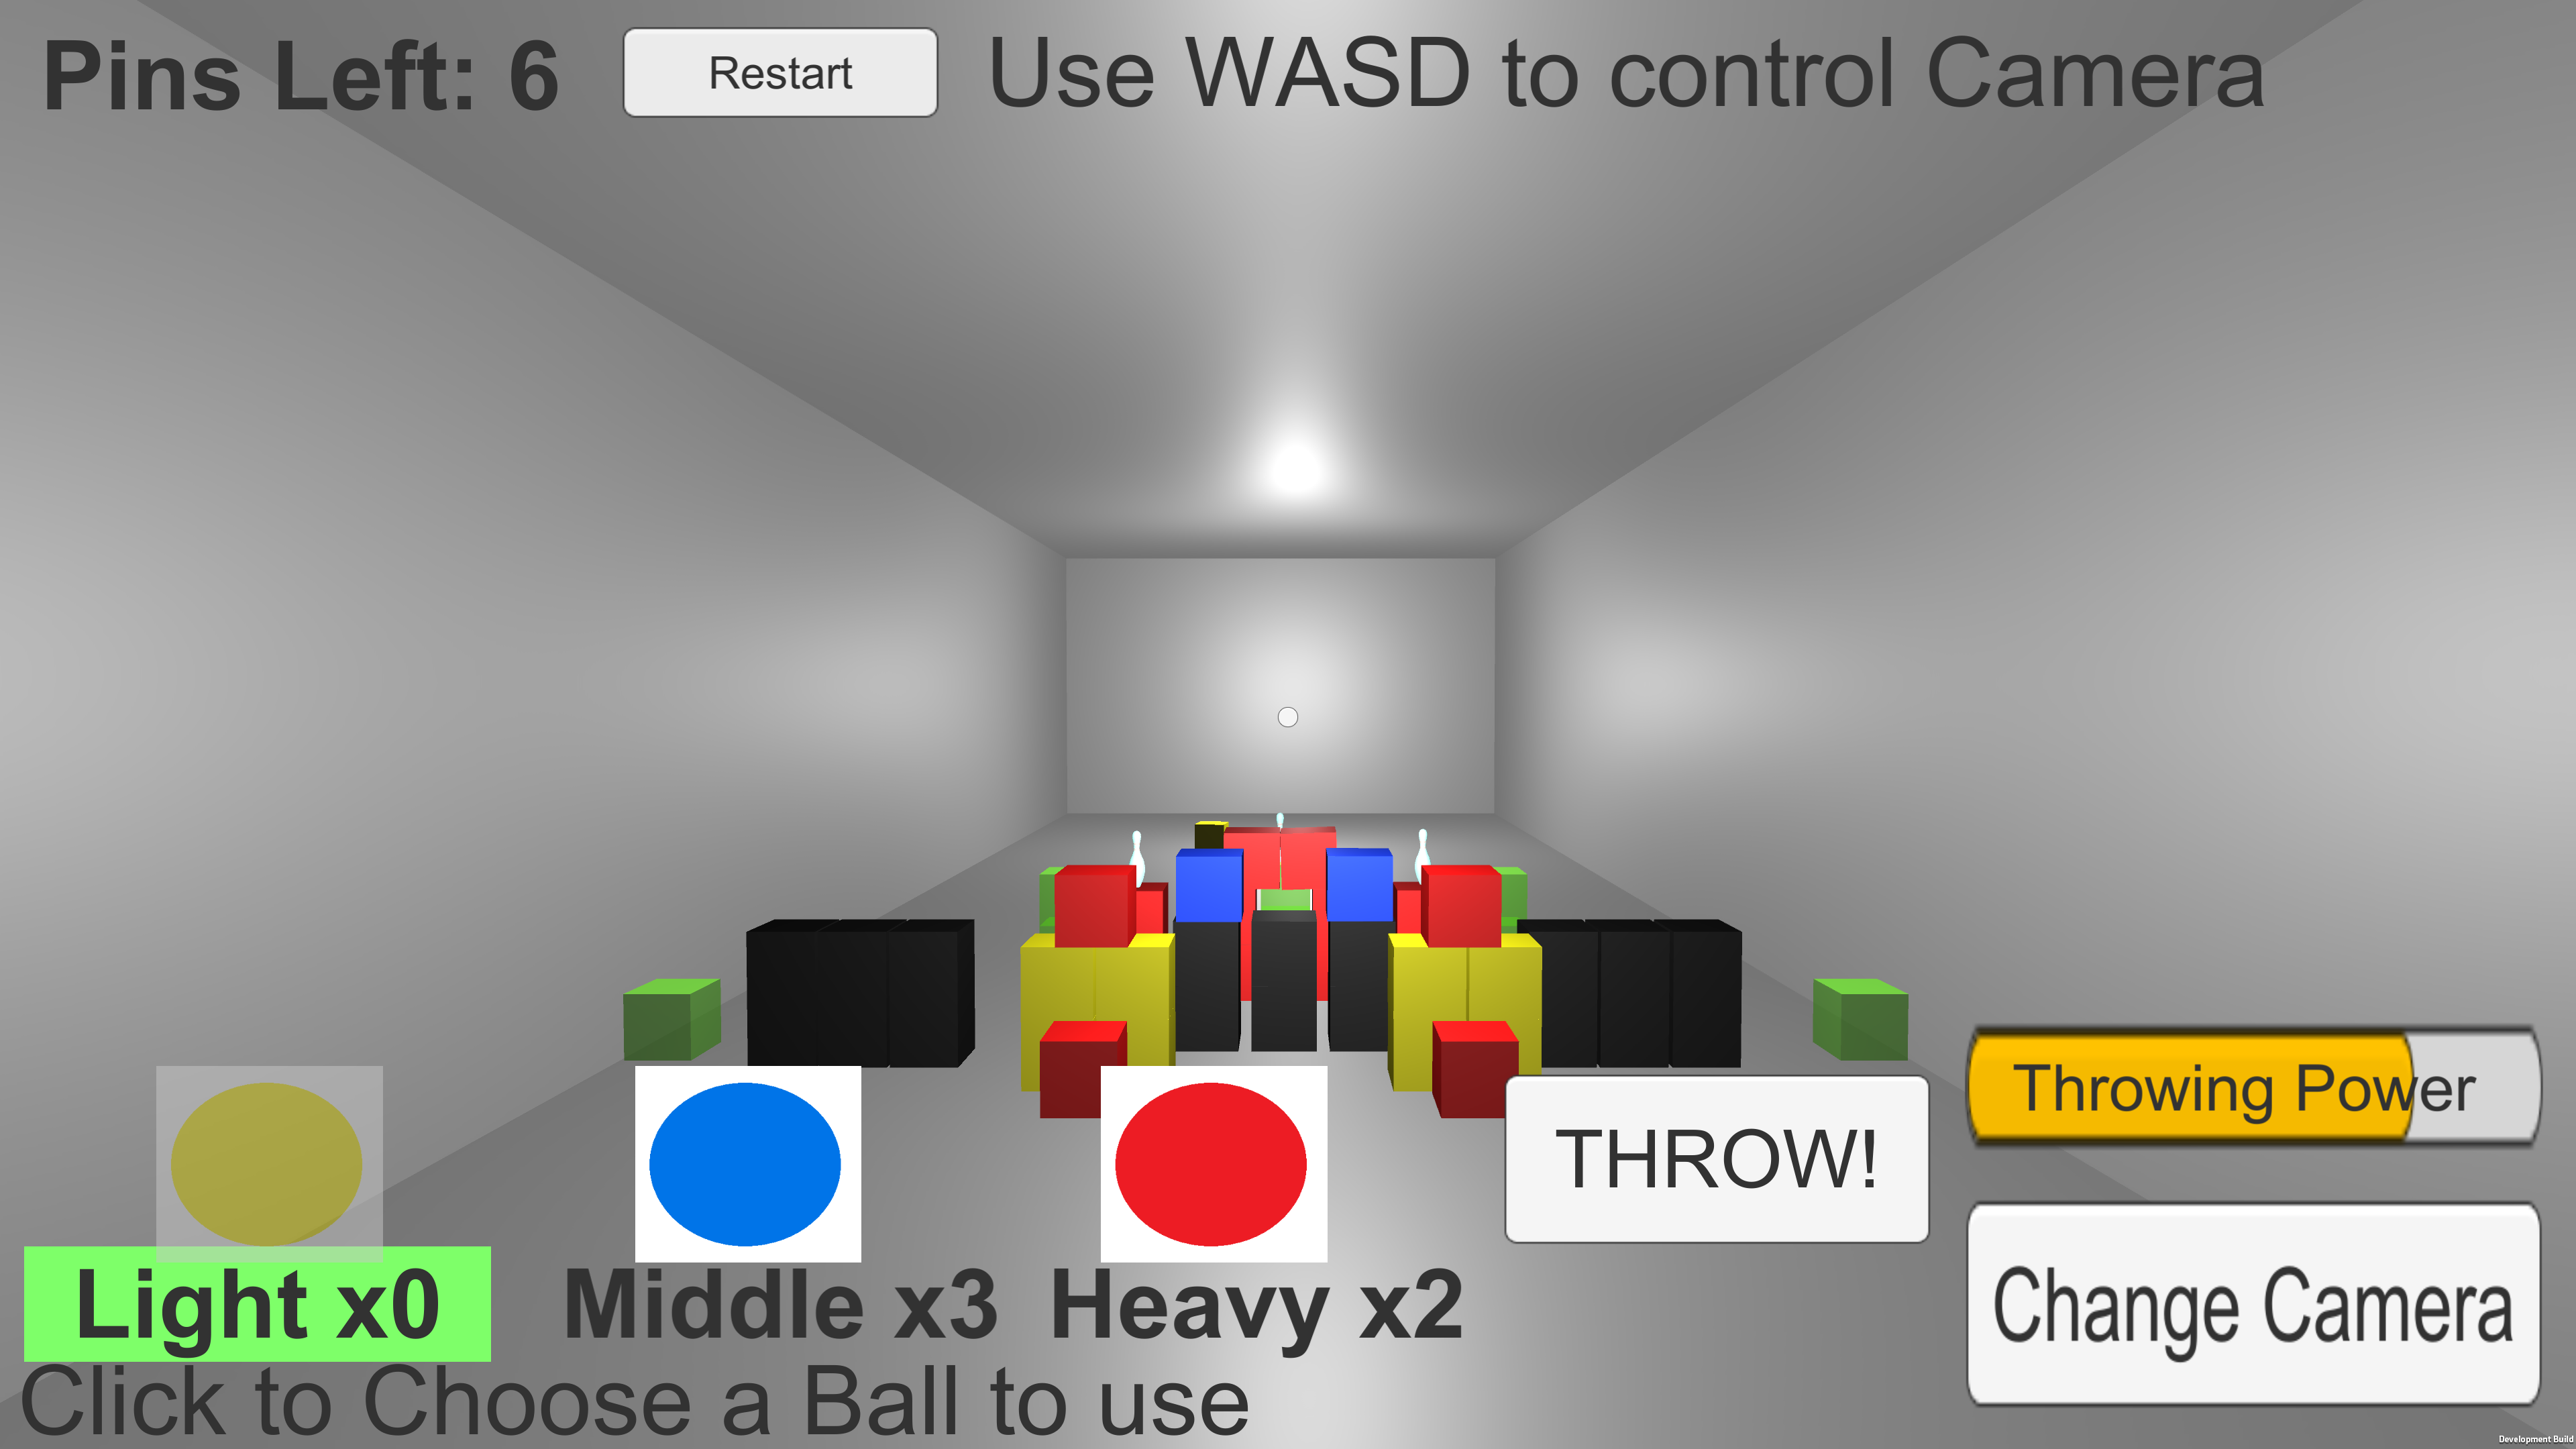 Pins Left: 6
Restart
Use WASD to control Camera
Throwing Power
THROW!
Change Camera
Light x0
Middle x3
Heavy x2
Click to Choose a Ball to use
Development Build